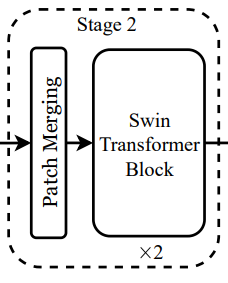 Stage 2
Patch Merging
Swin
Transformer
Block
×2